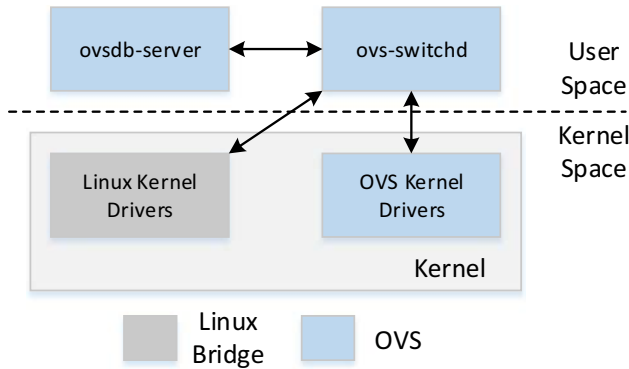 ovsdb-server
ovs-switchd
User
Space
Kernel
Space
Linux Kernel
Drivers
OVS Kernel
Drivers
Kernel
Linux
Bridge
OVS